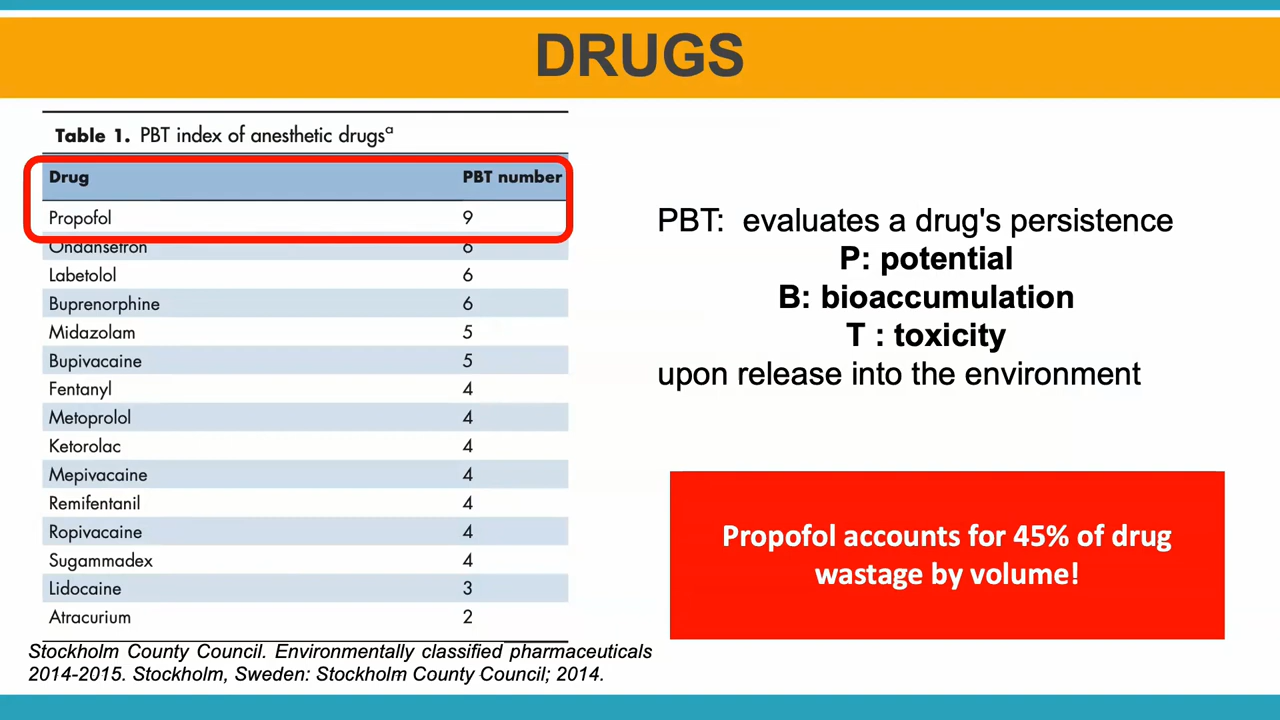 DRUGS
Table 1. PBT index of anesthetic drugsa
Drug PBT number
Propofol 9
Ondansetron 6
Labetolol 6
Buprenorphine 6
Midazolam 5
Bupivacaine 5
Fentanyl 4
Metoprolol 4
Ketorolac 4
Mepivacaine 4
Remifentanil 4
Ropivacaine 4
Sugammadex 4
Lidocaine 3
Atracurium 2
Stockholm County Council. Environmentally classified pharmaceuticals
2014-2015. Stockholm, Sweden: Stockholm County Council; 2014.
PBT: evaluates a drug's persistence
P: potential
B: bioaccumulation
T : toxicity
upon release into the environment
Propofol accounts for 45% of drug
wastage by volume!